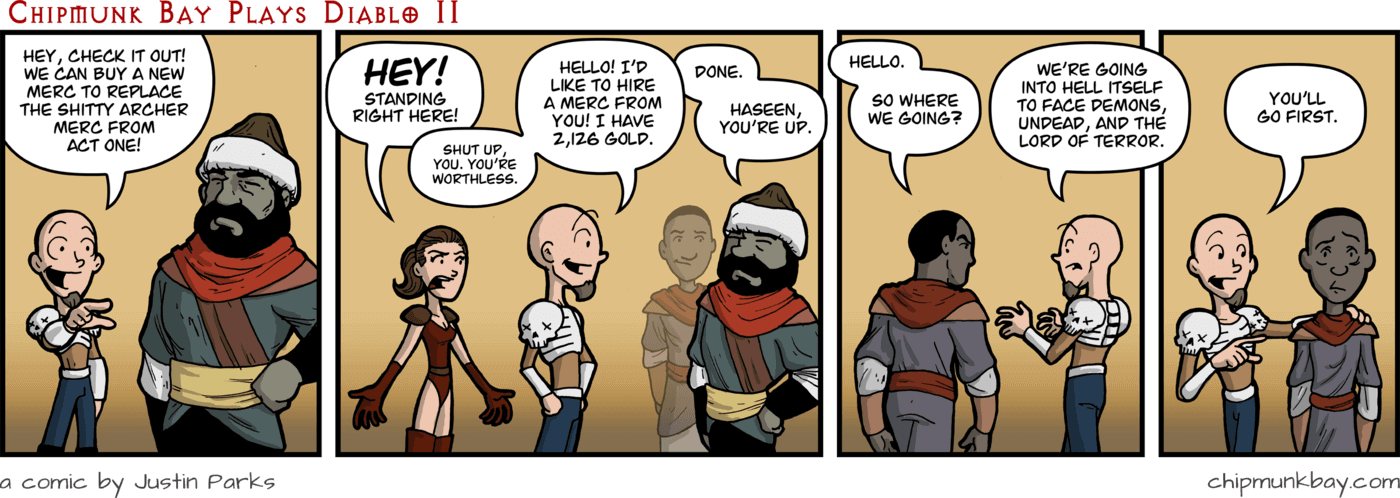 Chipmunk Bay Plays Diablo II
HEY, CHECK IT OUT!
WE CAN BUY A NEW
MERC TO REPLACE
THE SHITTY ARCHER
MERC FROM
ACT ONE!
HEY!
STANDING
RIGHT HERE!
SHUT UP,
YOU. YOU'RE
WORTHLESS.
HELLO! I'D
LIKE TO HIRE
A MERC FROM
YOU! I HAVE
2,126 GOLD.
DONE.
HASEEN,
YOU'RE UP.
HELLO.
SO WHERE
WE GOING?
WE'RE GOING
INTO HELL ITSELF
TO FACE DEMONS,
UNDEAD, AND THE
LORD OF TERROR.
YOU'LL
GO FIRST.
a comic by Justin Parks
chipmunkbay.com